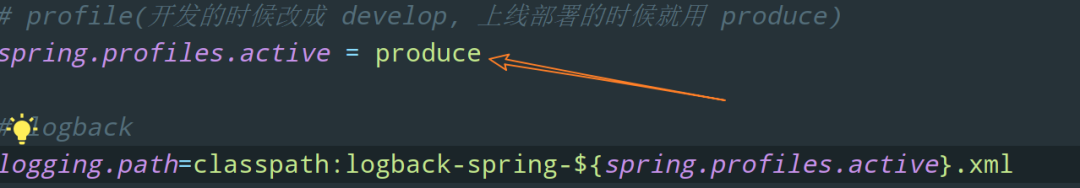 # profile(开发的时候改成 develop, 上线部署的时候就用 produce)
spring.profiles.active = produce
# logback
logging.path=classpath:logback-spring-${spring.profiles.active}.xml